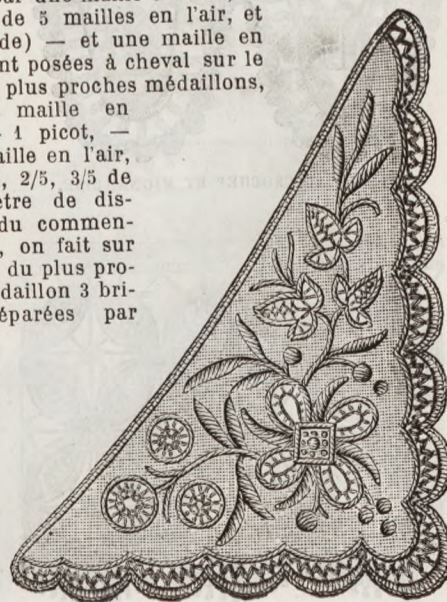 de 5 mailles en l'air, et
de) — et une maille en
nt posées à cheval sur le
plus proches médaillons,
maille en
1 picot, —
aille en l'air,
, 2/5, 3/5 de
ètre de dis-
du commen-
, on fait sur
du plus pro-
daillon 3 bri-
éparées par